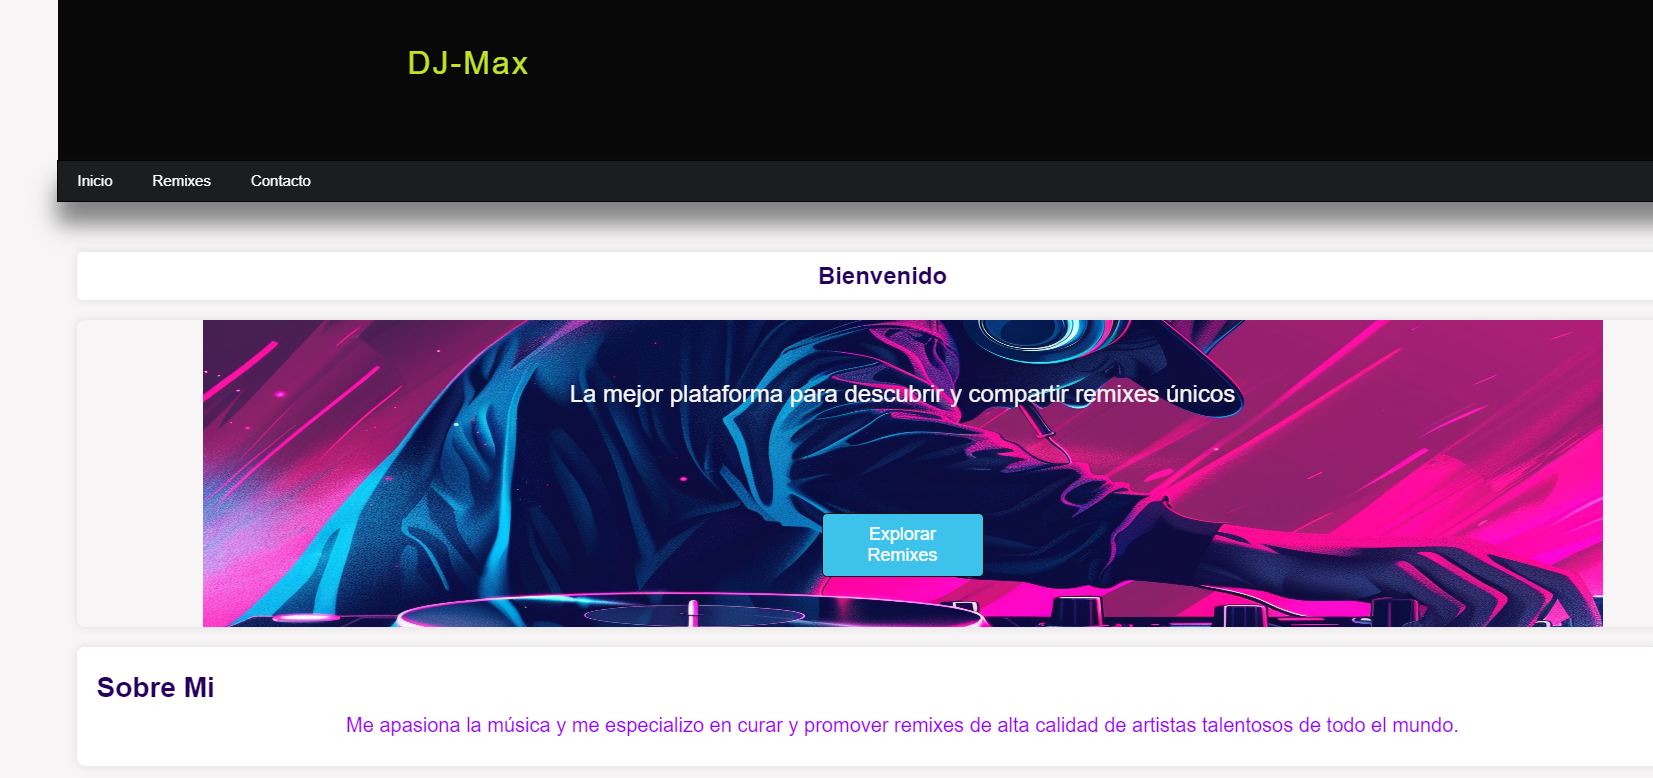 DJ-Max
Inicio Remixes Contacto
Bienvenido
La mejor plataforma para descubrir y compartir remixes únicos
Explorar
Remixes
Sobre Mi
Me apasiona la música y me especializo en curar y promover remixes de alta calidad de artistas talentosos de todo el mundo.